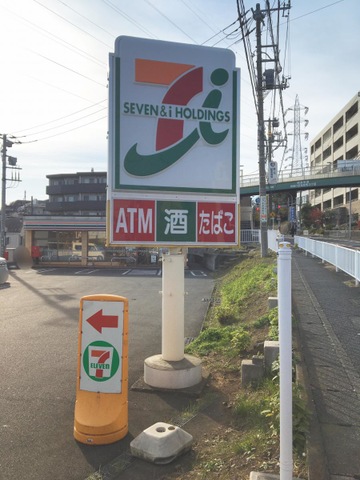 SEVEN & i HOLDINGS
ATM 酒 たばこ
7
ELEVEN